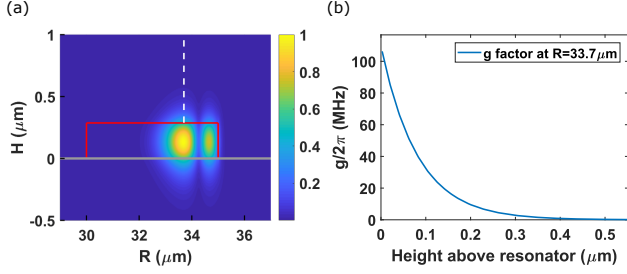 (a)
1
0.5
0
-0.5
H (μm)
30 32 34 36
R (μm)
1
0.8
0.6
0.4
0.2
(b)
g factor at R=33.7μm
100
80
60
40
20
0
g/2π (MHz)
0 0.1 0.2 0.3 0.4 0.5
Height above resonator (μm)